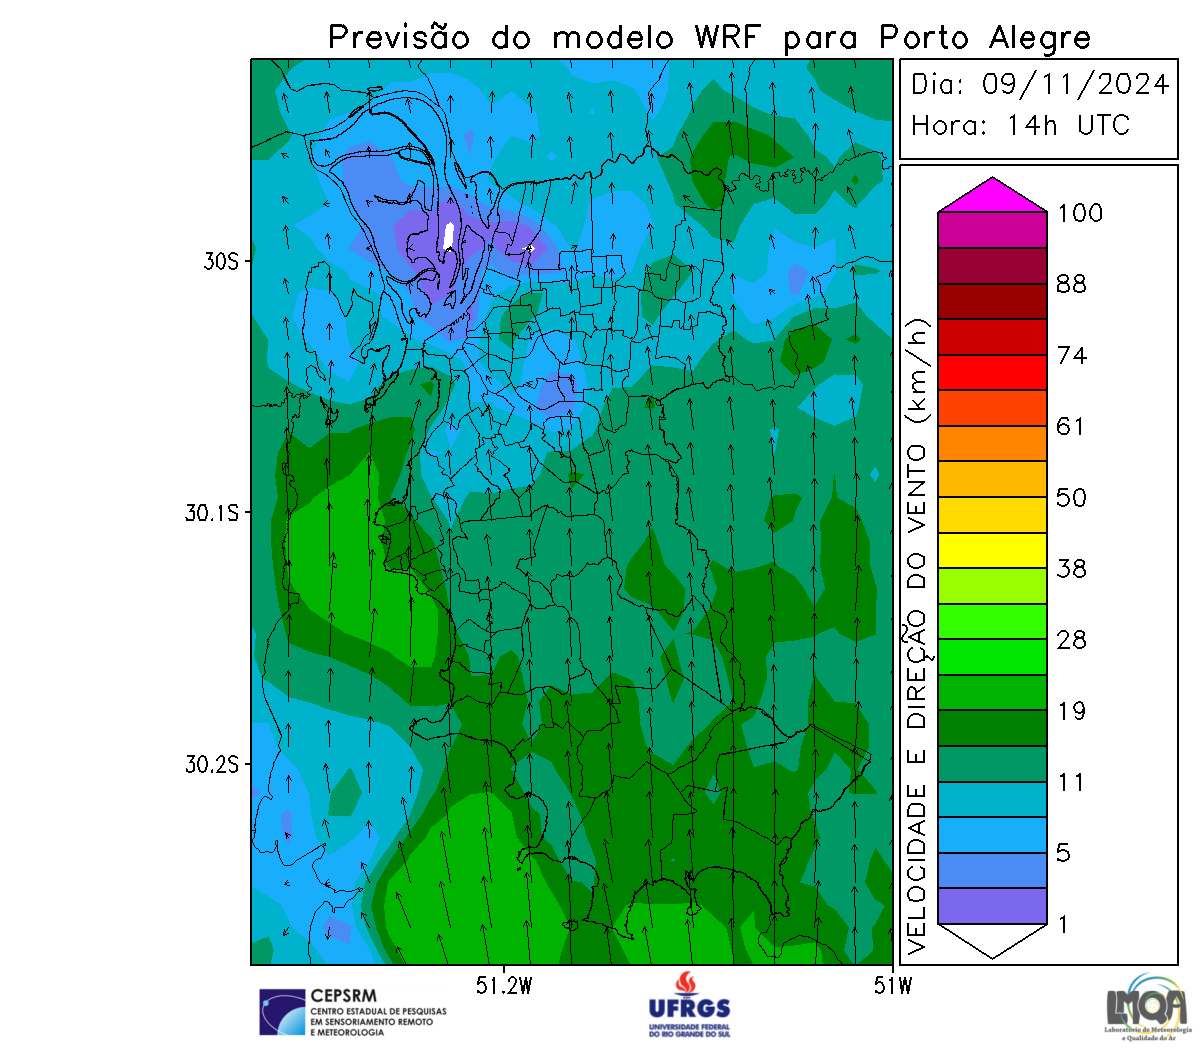 Previsão do modelo WRF para Porto Alegre
Dia: 09/11/2024
Hora: 14h UTC
100
88
74
61
50
38
28
19
11
5
1
VELOCIDADE E DIREÇÃO DO VENTO (km/h)
30S
30.1S
30.2S
51.2W
51W
CEPSRM
CENTRO ESTADUAL DE PESQUISAS
EM SENSORIAMENTO REMOTO
E METEOROLOGIA
UFRGS
UNIVERSIDADE FEDERAL
DO RIO GRANDE DO SUL
LMQA
Laboratório de Meteorologia
e Qualidade do Ar